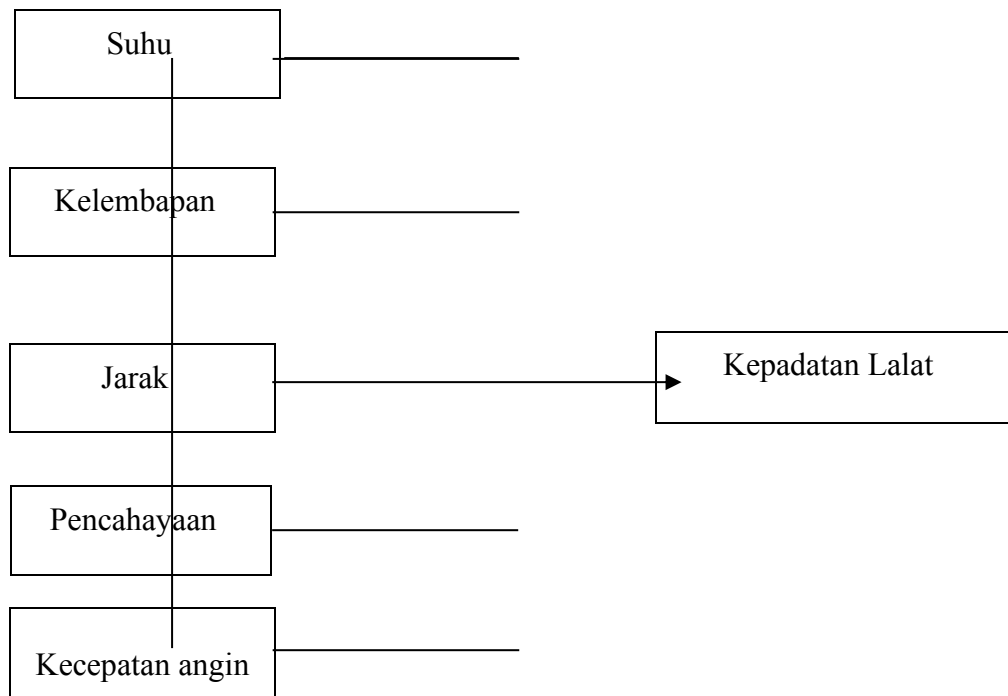 Suhu
Kelembapan
Jarak
Kepadatan Lalat
Pencahayaan
Kecepatan angin